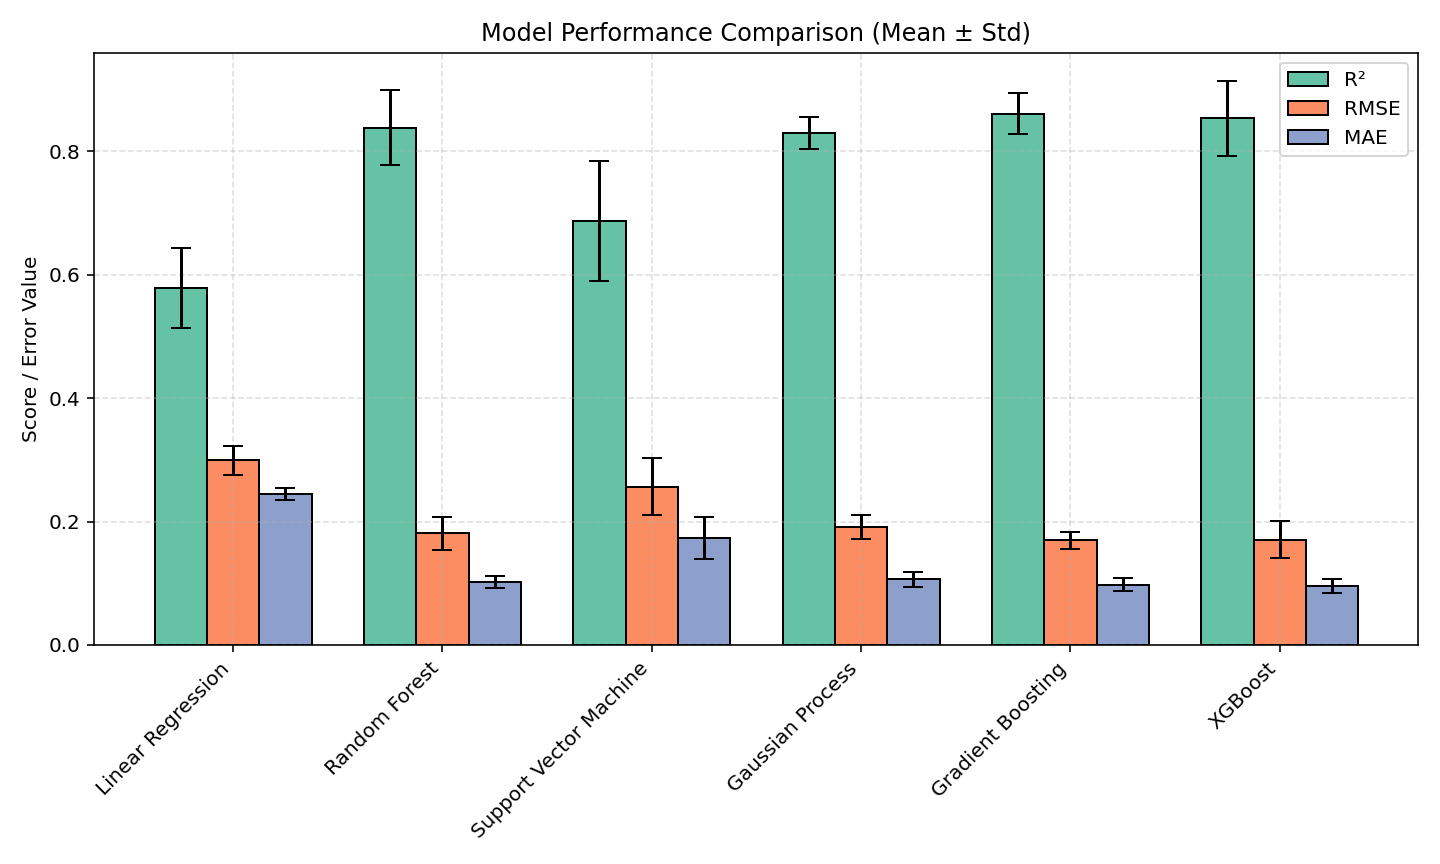 Model Performance Comparison (Mean ± Std)
R²
RMSE
MAE
Score / Error Value
0.8
0.6
0.4
0.2
0.0
Linear Regression
Random Forest
Support Vector Machine
Gaussian Process
Gradient Boosting
XGBoost